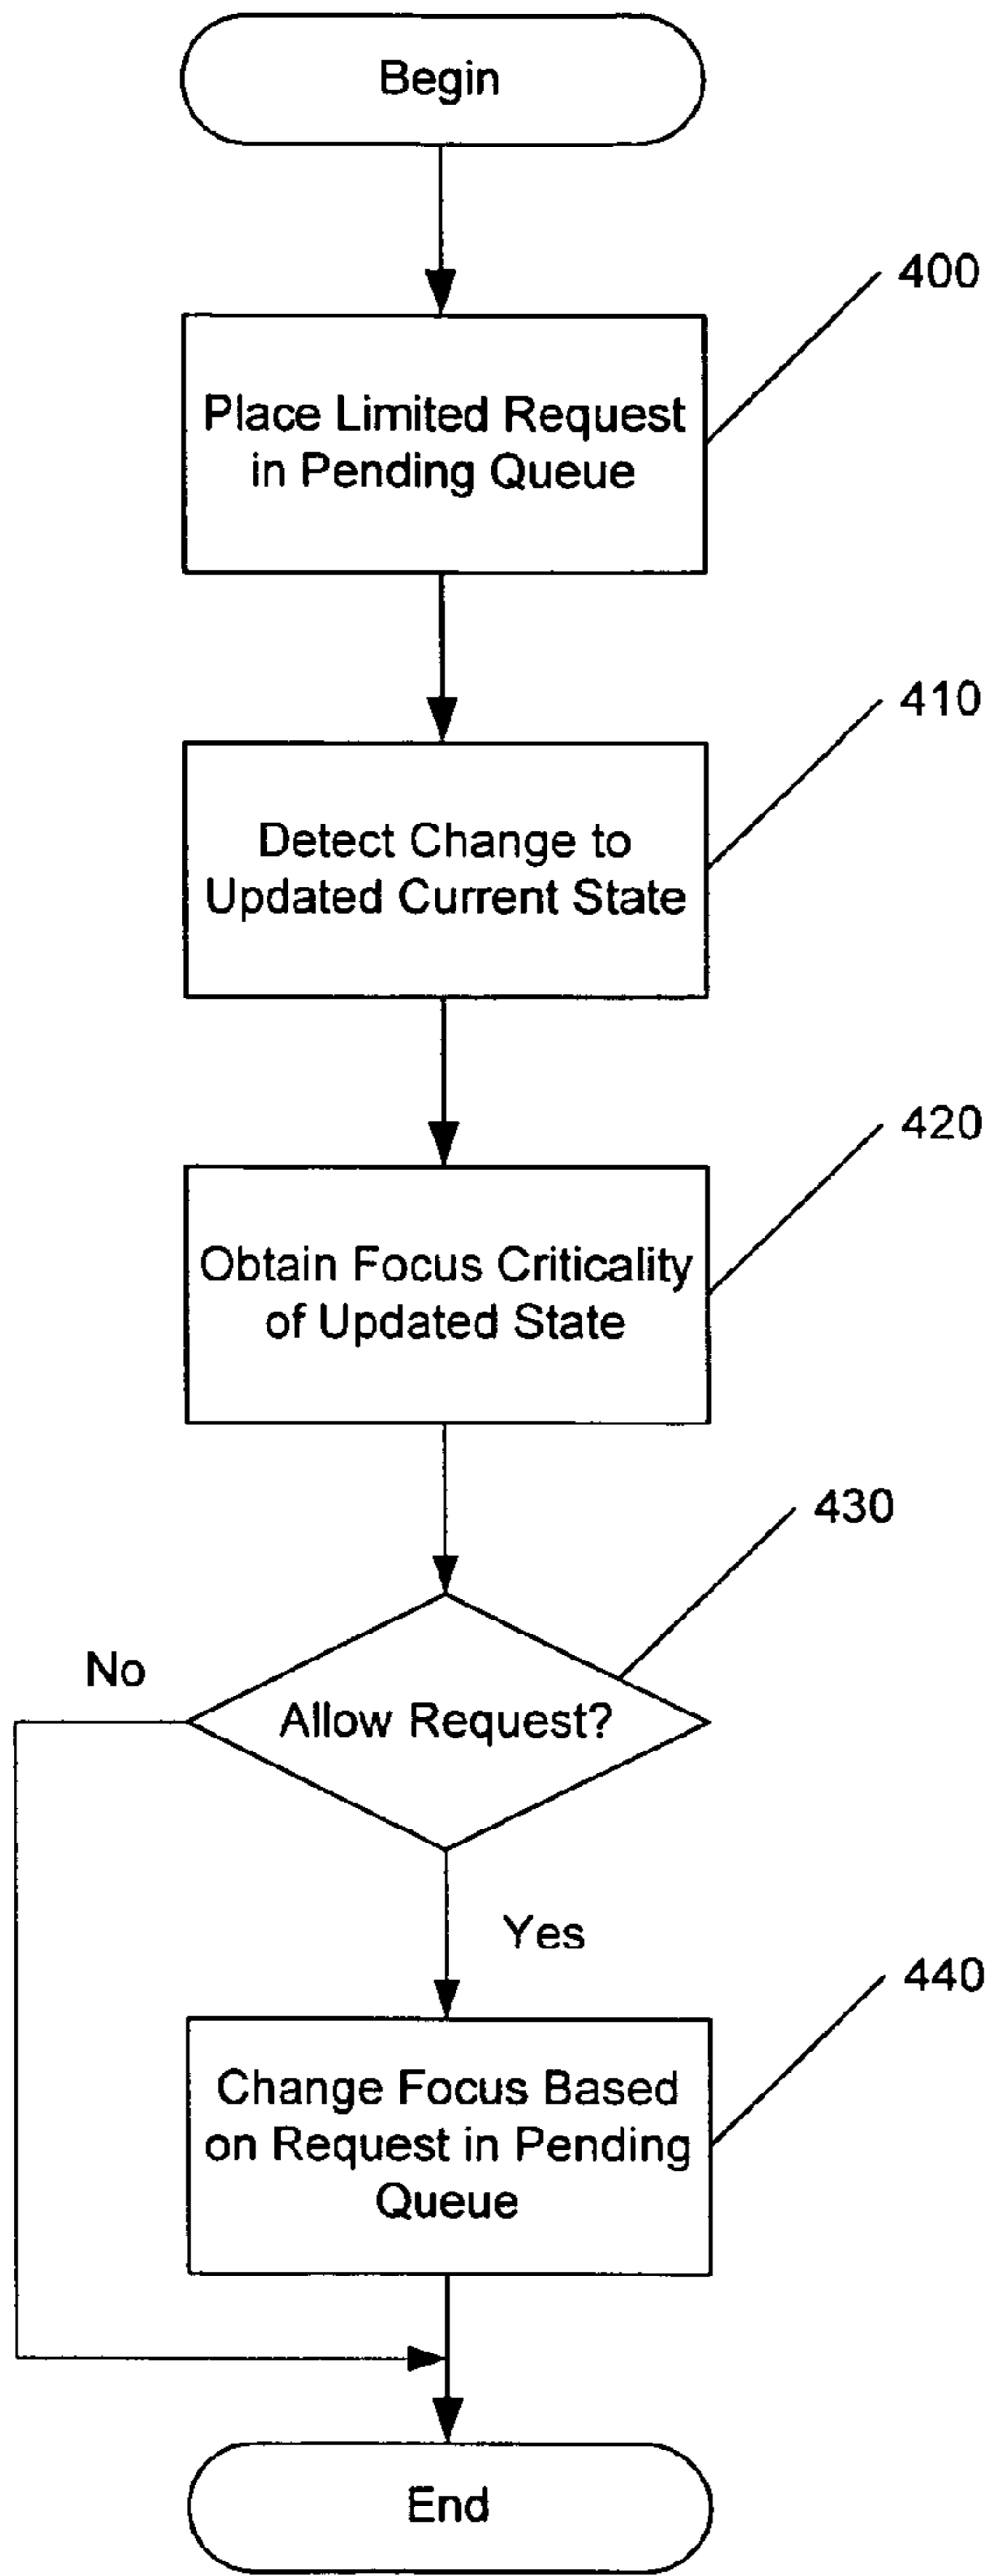 Begin
400
Place Limited Request
in Pending Queue
410
Detect Change to
Updated Current State
420
Obtain Focus Criticality
of Updated State
430
No
Allow Request?
Yes
440
Change Focus Based
on Request in Pending
Queue
End